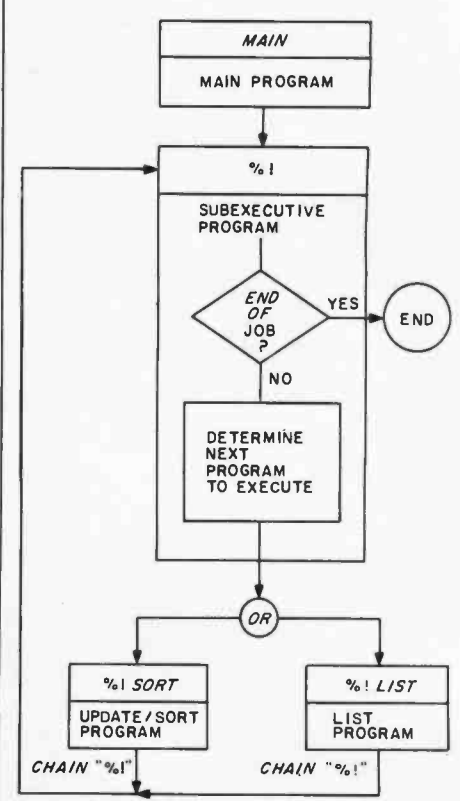 MAIN
MAIN PROGRAM
%!
SUBEXECUTIVE
PROGRAM
END
OF
JOB
?
YES
END
NO
DETERMINE
NEXT
PROGRAM
TO EXECUTE
OR
%! SORT
UPDATE/SORT
PROGRAM
%! LIST
LIST
PROGRAM
CHAIN "%!"
CHAIN "%!"